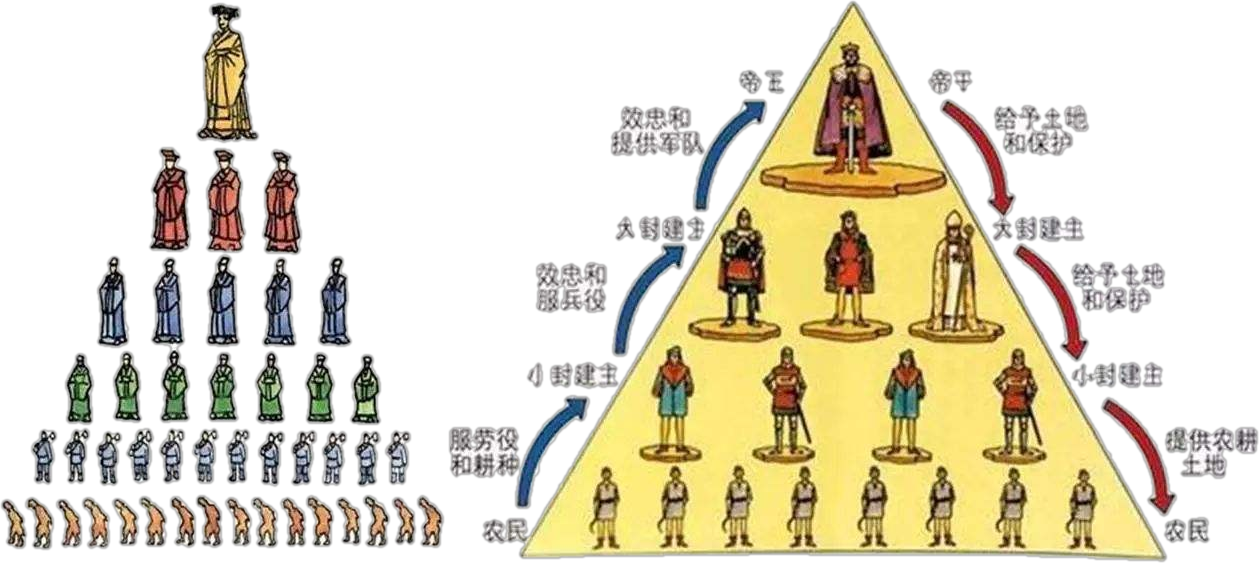 帝王
帝王
效忠和
提供军队
给予土地
和保护
大封建主
大封建主
效忠和
服兵役
给予土地
和保护
小封建主
小封建主
服劳役
和耕种
提供农耕
土地
农民
农民